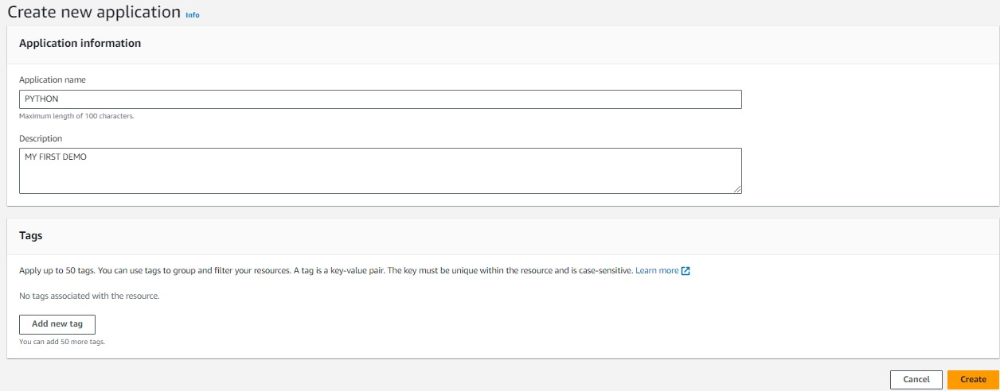 Create new application Info
Application information
Application name
PYTHON
Maximum length of 100 characters.
Description
MY FIRST DEMO
Tags
Apply up to 50 tags. You can use tags to group and filter your resources. A tag is a key-value pair. The key must be unique within the resource and is case-sensitive. Learn more
No tags associated with the resource.
Add new tag
You can add 50 more tags.
Cancel Create